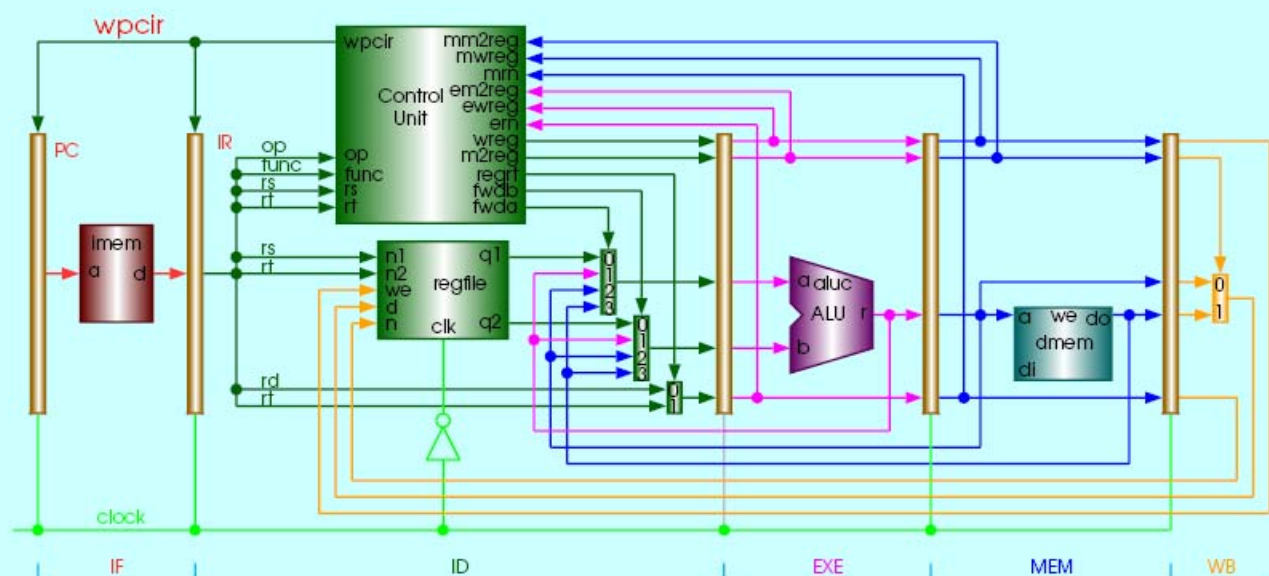 wpcir
wpcir
mm2reg
mwreg
mrn
em2reg
ewreg
ern
wreg
m2reg
regrt
fwdb
fwda
Control
Unit
op
func
rs
rt
PC
IR
op
func
rs
rt
imem
a
d
rs
rt
n1
n2
we
d
n
q1
regfile
clk
q2
0
1
2
3
0
1
2
3
rd
rt
0
1
a
aluc
ALU
r
b
a
we
do
dmem
di
0
1
clock
IF
ID
EXE
MEM
WB